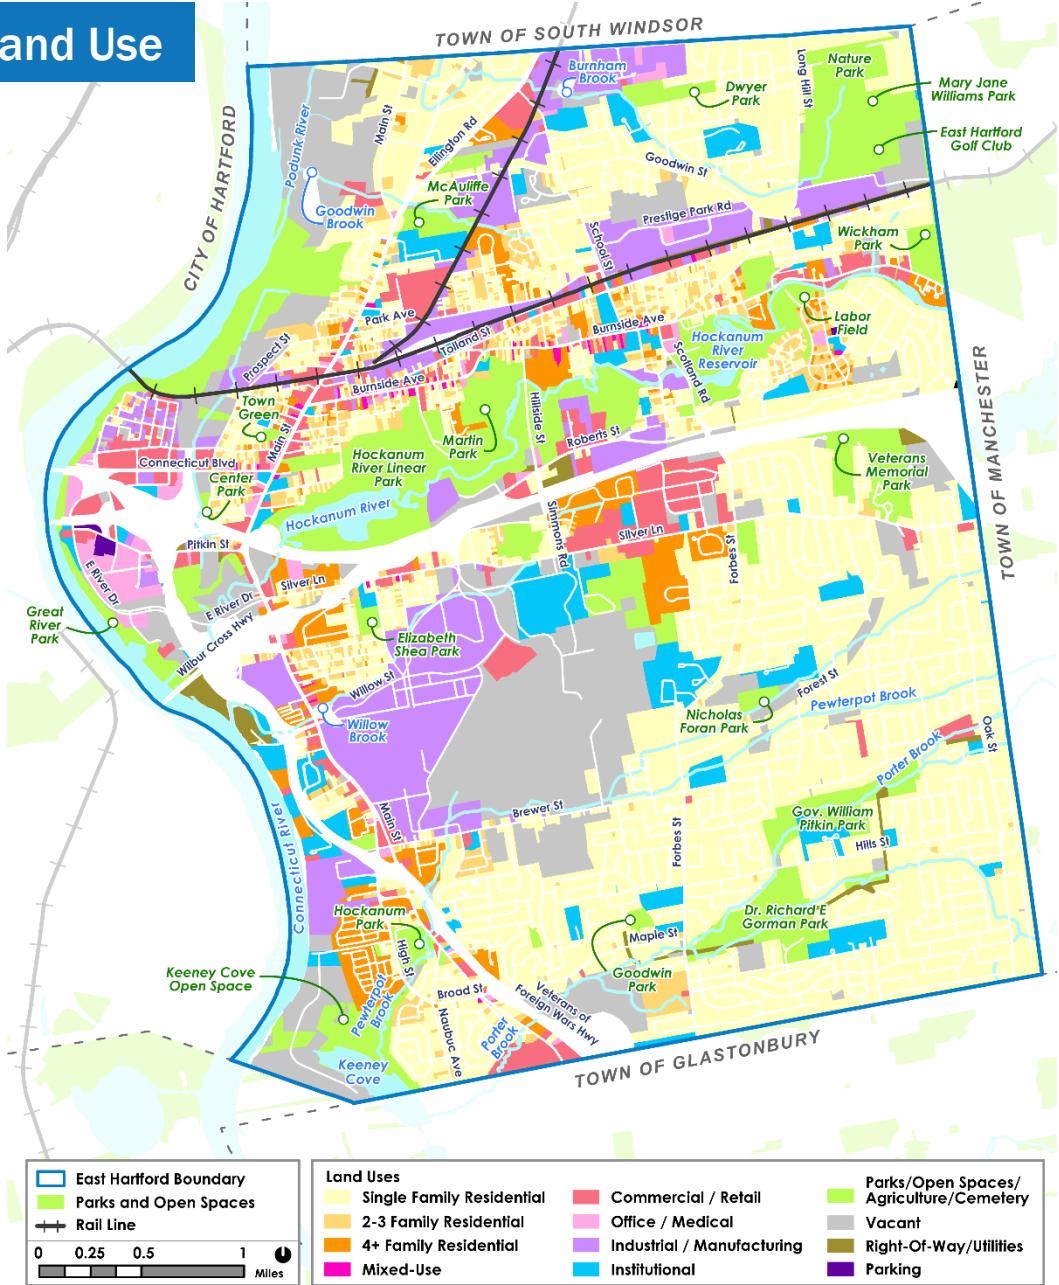 and Use
TOWN OF SOUTH WINDSOR
CITY OF HARTFORD
Podunk River
Main St
Ellington Rd
Burnham
Brook
Dwyer
Park
Long Hill St
Nature
Park
Mary Jane
Williams Park
East Hartford
Golf Club
Goodwin St
Goodwin
Brook
McAuliffe
Park
School St
Prestige Park Rd
Wickham
Park
Park Ave
Tolland St
Burnside Ave
Labor
Field
Prospect St
Hockanum
River
Reservoir
Scotland Rd
Burnside Ave
Town
Green
Main St
Hillside St
TOWN OF MANCHESTER
Martin
Park
Roberts St
Connecticut Blvd
Hockanum
River Linear
Park
Center
Park
Veterans
Memorial
Park
Hockanum River
Simmons Rd
Silver Ln
Forbes St
Pitkin St
E River Dr
E River Dr
Silver Ln
Great
River
Park
Wilbur Cross Hwy
Elizabeth
Shea Park
Willow St
Forest St
Pewterpot Brook
Nicholas
Foran Park
Willow
Brook
Oak St
Porter Brook
Connecticut River
Main St
Brewer St
Gov. William
Pitkin Park
Forbes St
Hills St
Hockanum
Park
High St
Dr. Richard E
Gorman Park
Maple St
Keeney Cove
Open Space
Goodwin
Park
Pewterpot
Brook
Broad St
Veterans of
Foreign Wars Hwy
Naubuc Ave
Porter
Brook
Keeney
Cove
TOWN OF GLASTONBURY
East Hartford Boundary
Parks and Open Spaces
Rail Line
0 0.25 0.5 1
Miles
Land Uses
Single Family Residential
2-3 Family Residential
4+ Family Residential
Mixed-Use
Commercial / Retail
Office / Medical
Industrial / Manufacturing
Institutional
Parks/Open Spaces/
Agriculture/Cemetery
Vacant
Right-Of-Way/Utilities
Parking